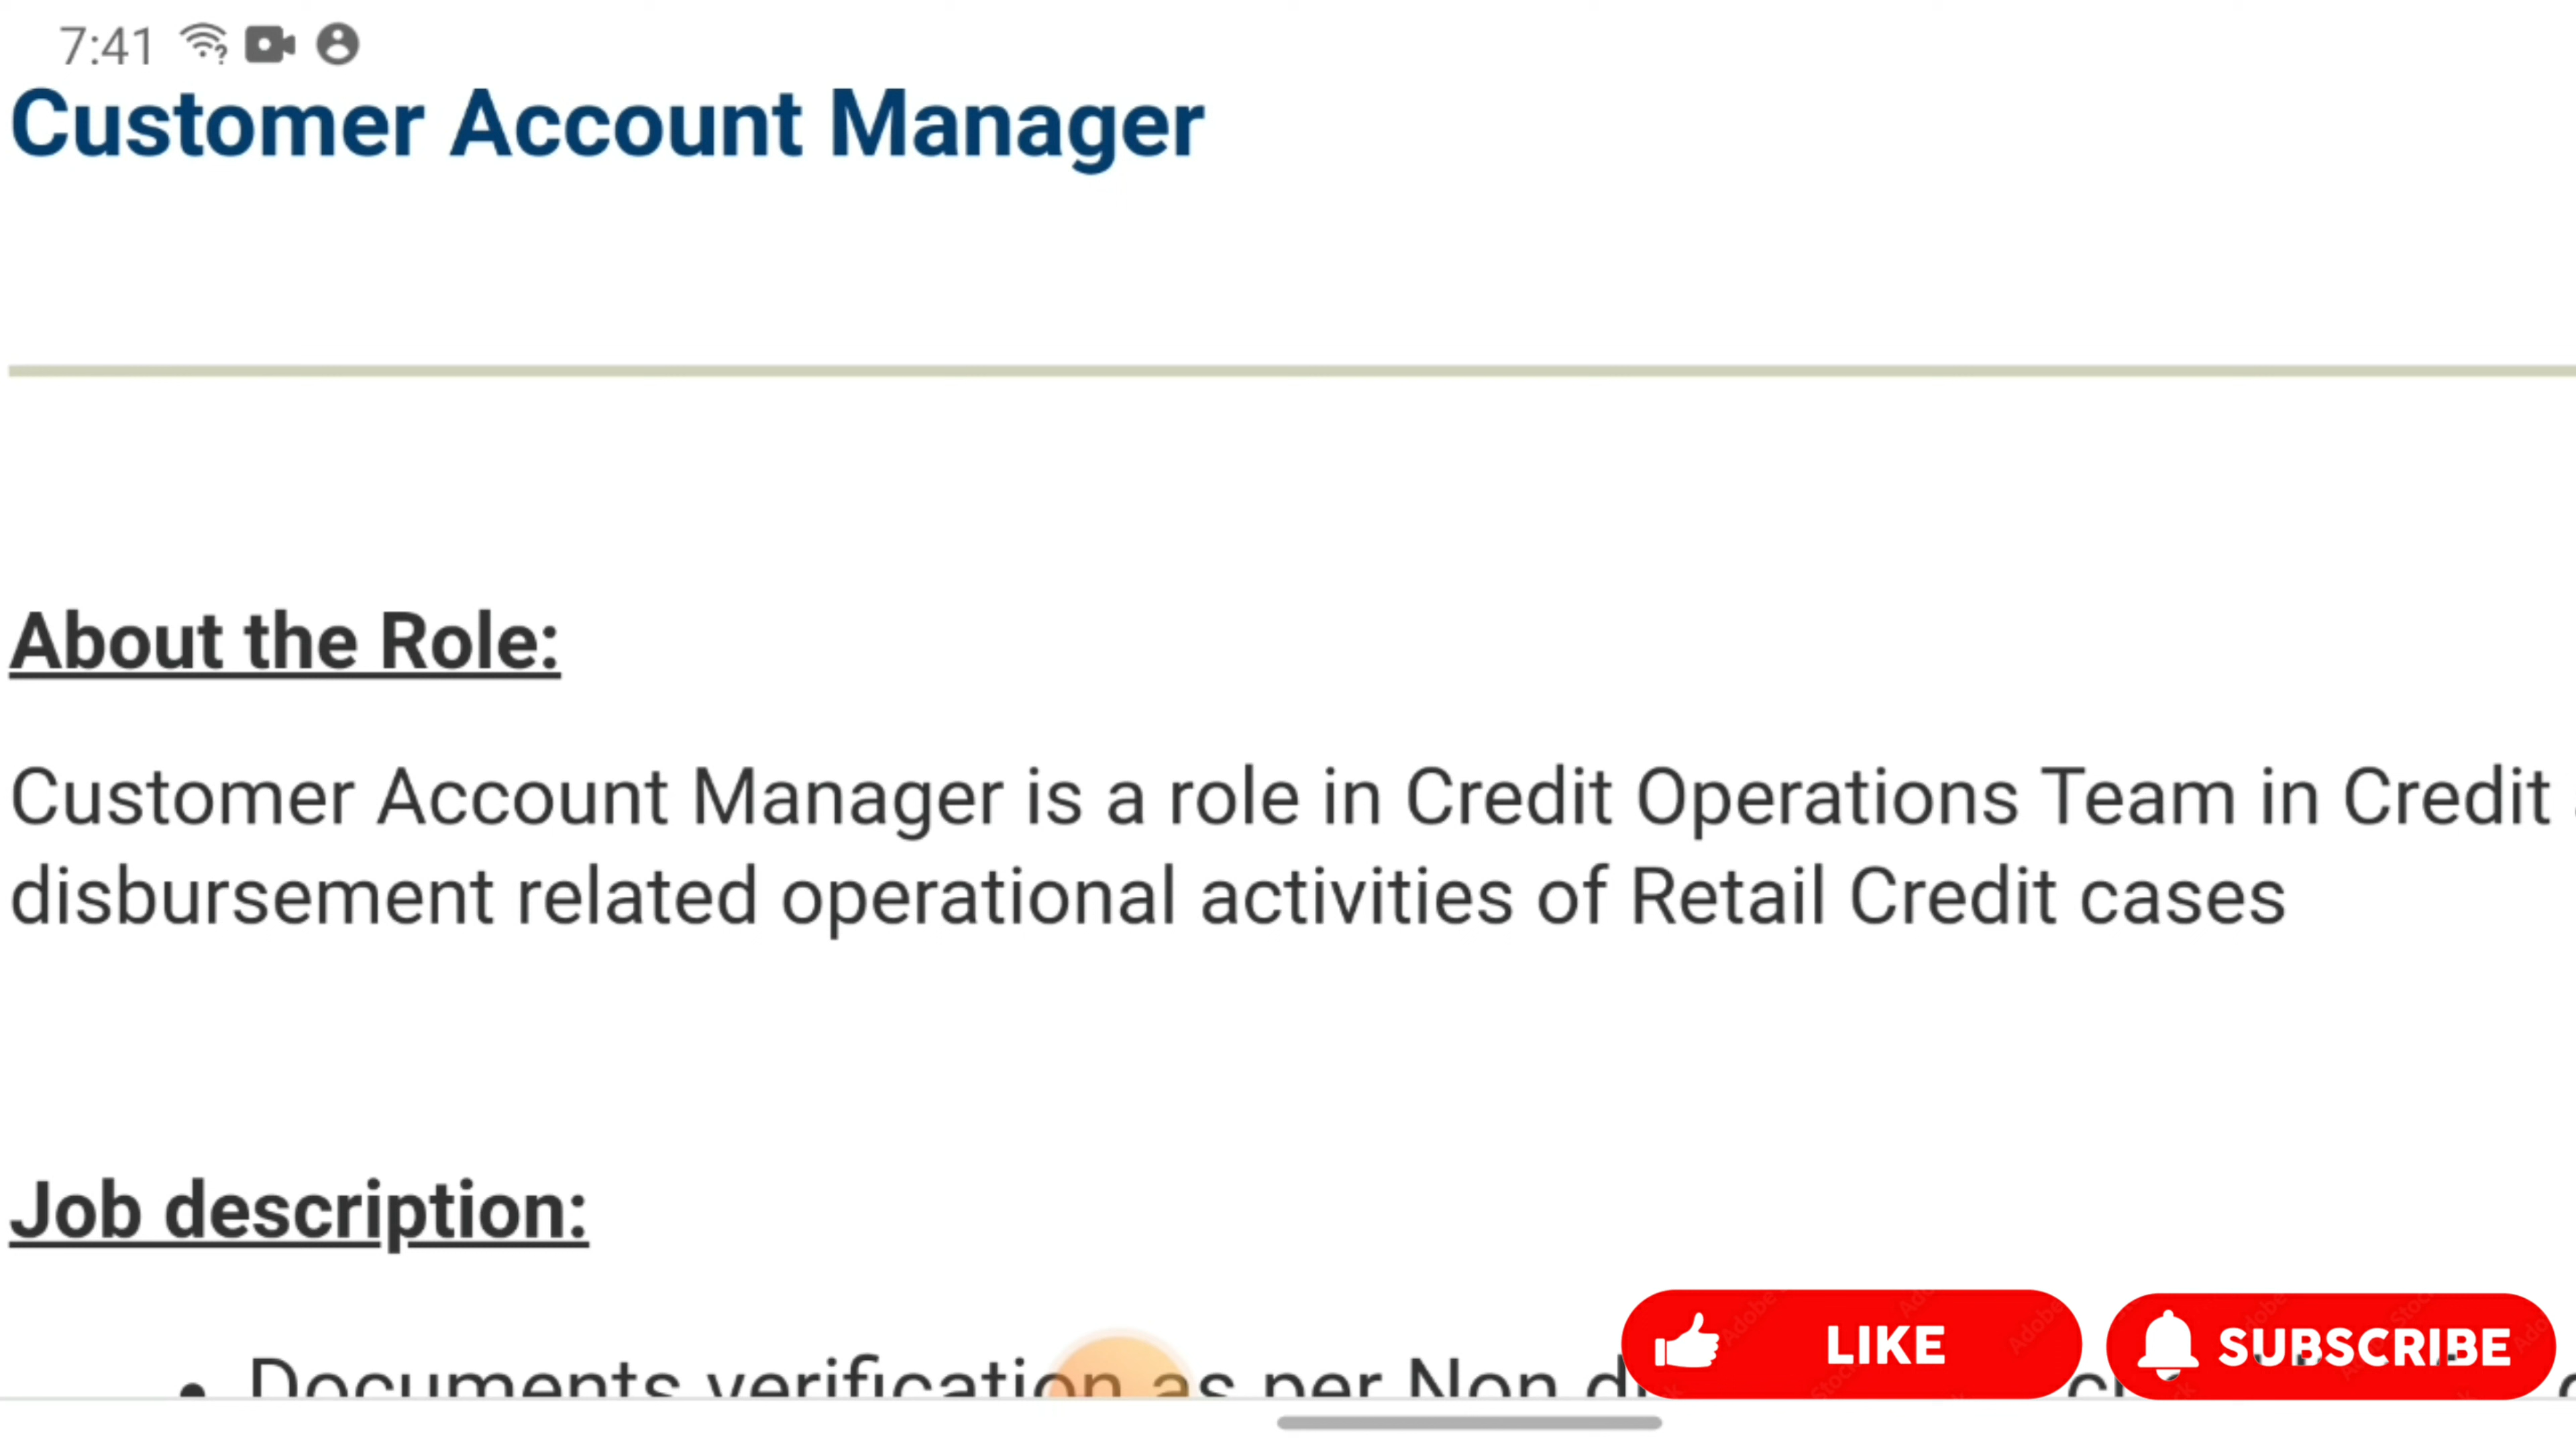 7:41
Customer Account Manager
About the Role:
Customer Account Manager is a role in Credit Operations Team in Credit
disbursement related operational activities of Retail Credit cases
Job description:
• Documents verification as per Non
LIKE
SUBSCRIBE